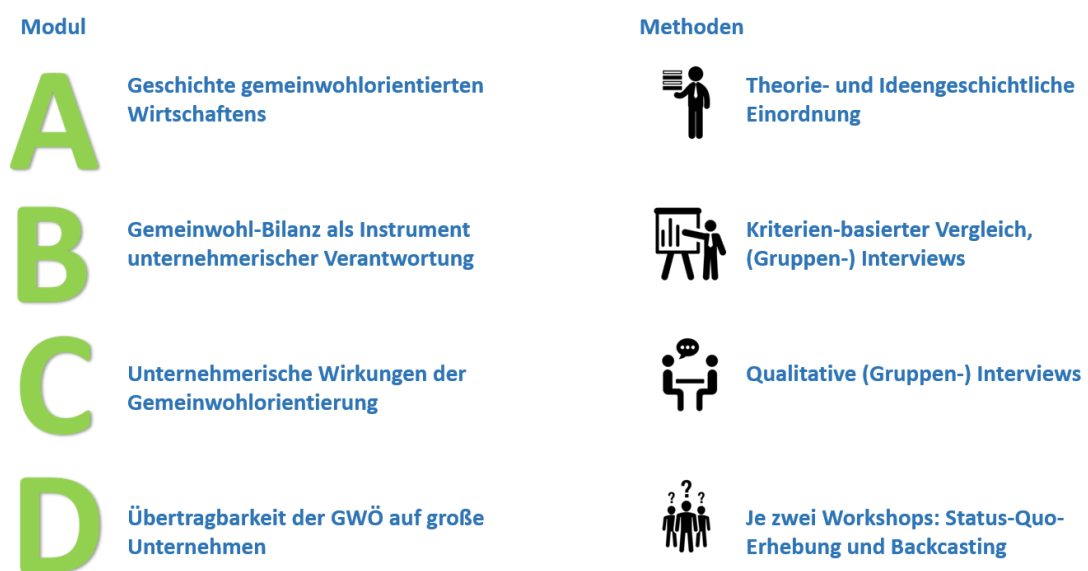 Modul
Methoden
A
Geschichte gemeinwohlorientierten
Wirtschaftens
Theorie- und Ideengeschichtliche
Einordnung
B
Gemeinwohl-Bilanz als Instrument
unternehmerischer Verantwortung
Kriterien-basierter Vergleich,
(Gruppen-) Interviews
C
Unternehmerische Wirkungen der
Gemeinwohlorientierung
Qualitative (Gruppen-) Interviews
D
Übertragbarkeit der GWÖ auf große
Unternehmen
? ? ?
Je zwei Workshops: Status-Quo-
Erhebung und Backcasting